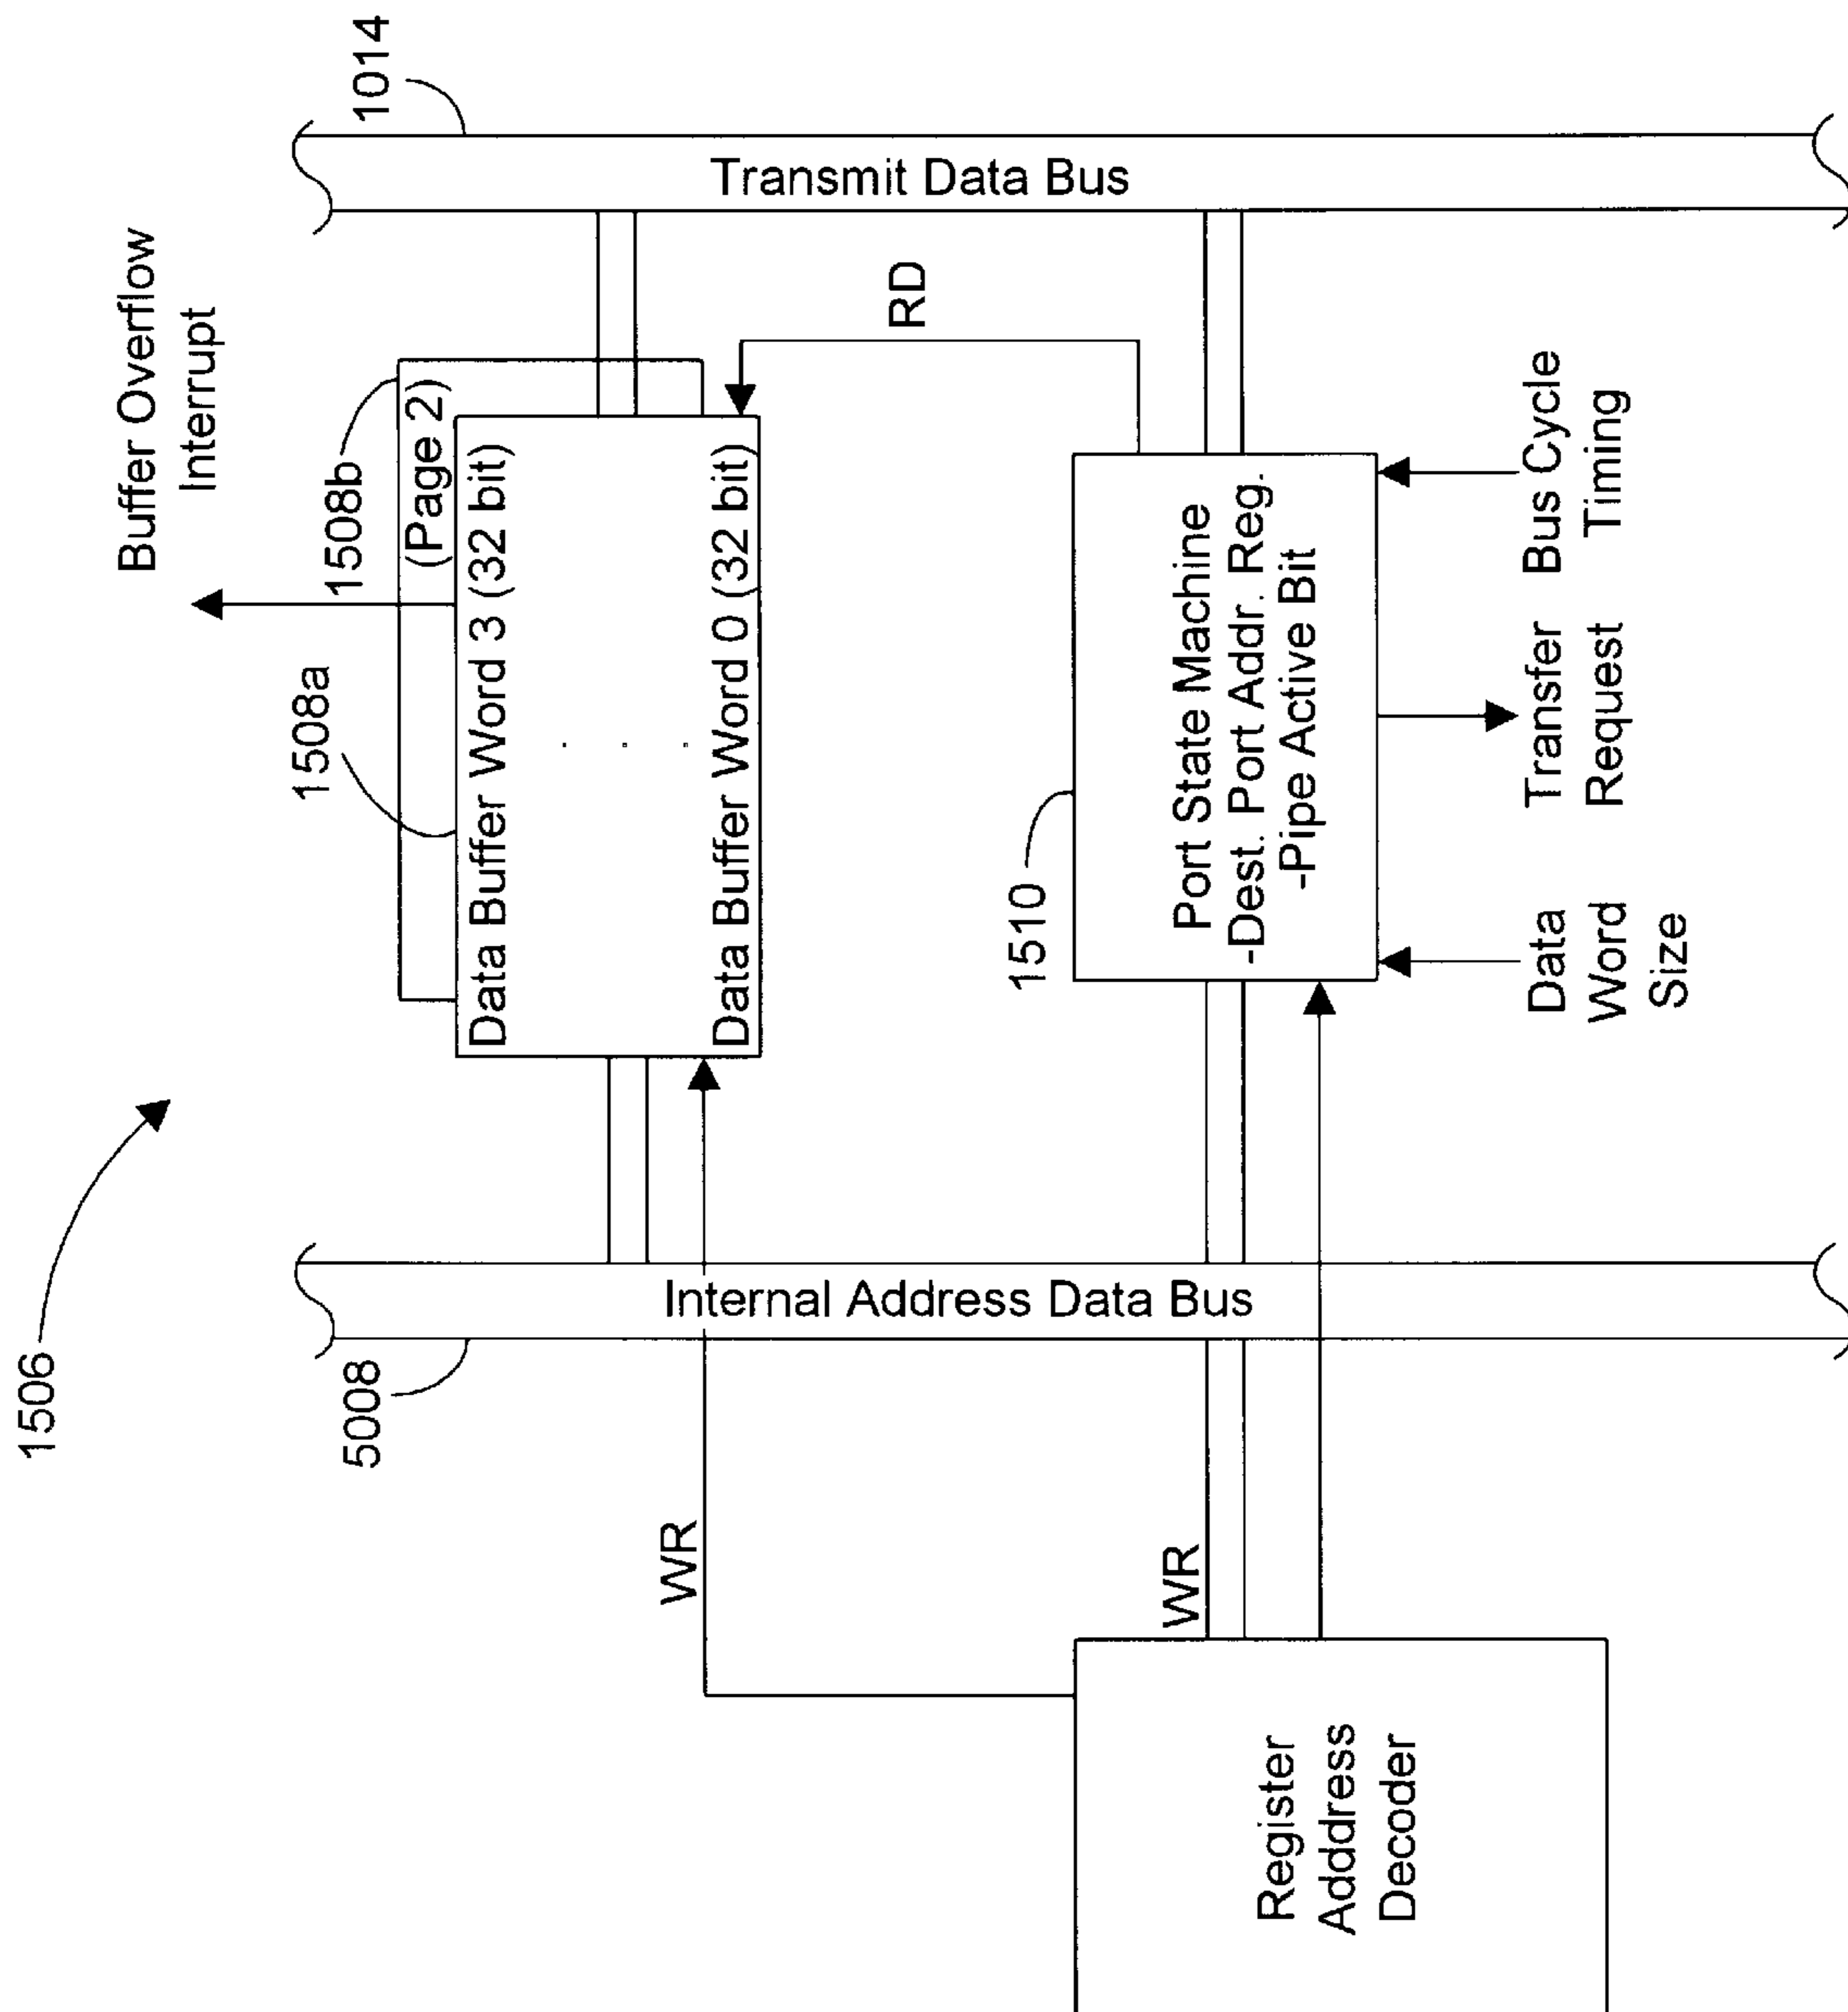 1506
Buffer Overflow
Interrupt
1508a
1508b
(Page 2)
Data Buffer Word 3 (32 bit)
. . .
Data Buffer Word 0 (32 bit)
5008
1014
WR
Internal Address Data Bus
Transmit Data Bus
RD
1510
WR
Port State Machine
-Dest. Port Addr. Reg.
-Pipe Active Bit
Register
Address
Decoder
Data
Word
Size
Transfer
Request
Bus Cycle
Timing